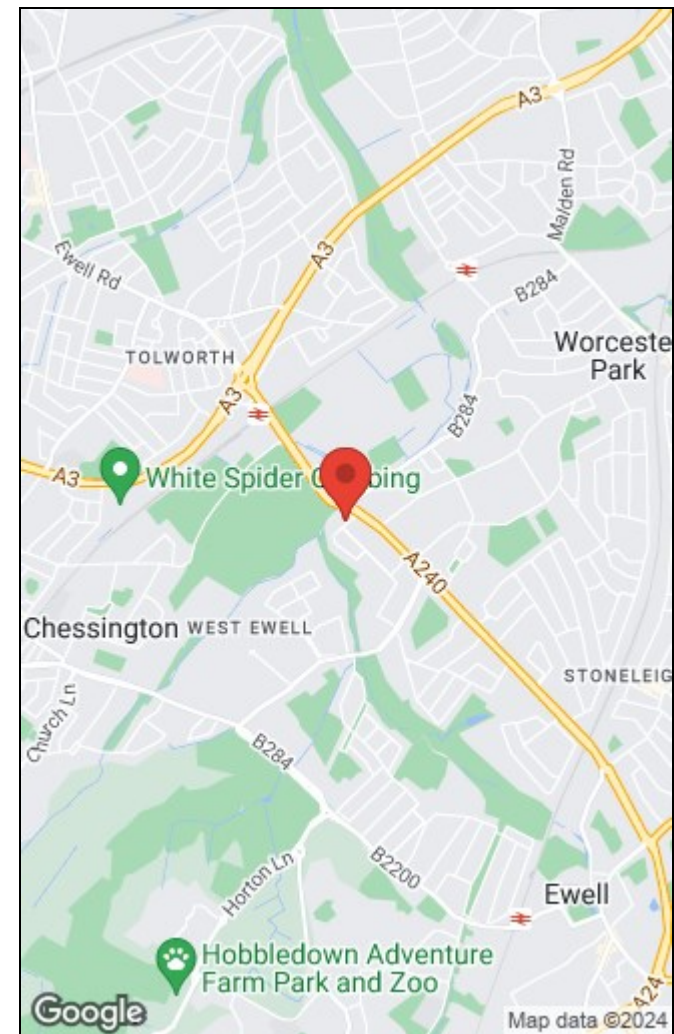 A3
Malden Rd
A3
Ewell Rd
B284
TOLWORTH
Worceste
Park
A3
B284
A3
White Spider C
bing
A240
Chessington
WEST EWELL
STONELEIG
Church Ln
B284
B2200
Horton Ln
Ewell
Hobbledown Adventure
Farm Park and Zoo
A24
Google
Map data ©2024